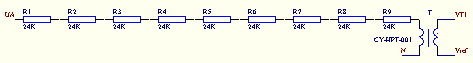 R1 R2 R3 R4 R5 R6 R7 R8 R9 T
UA VT1
24K 24K 24K 24K 24K 24K 24K 24K 24K
CY-HPT-001
N Vref